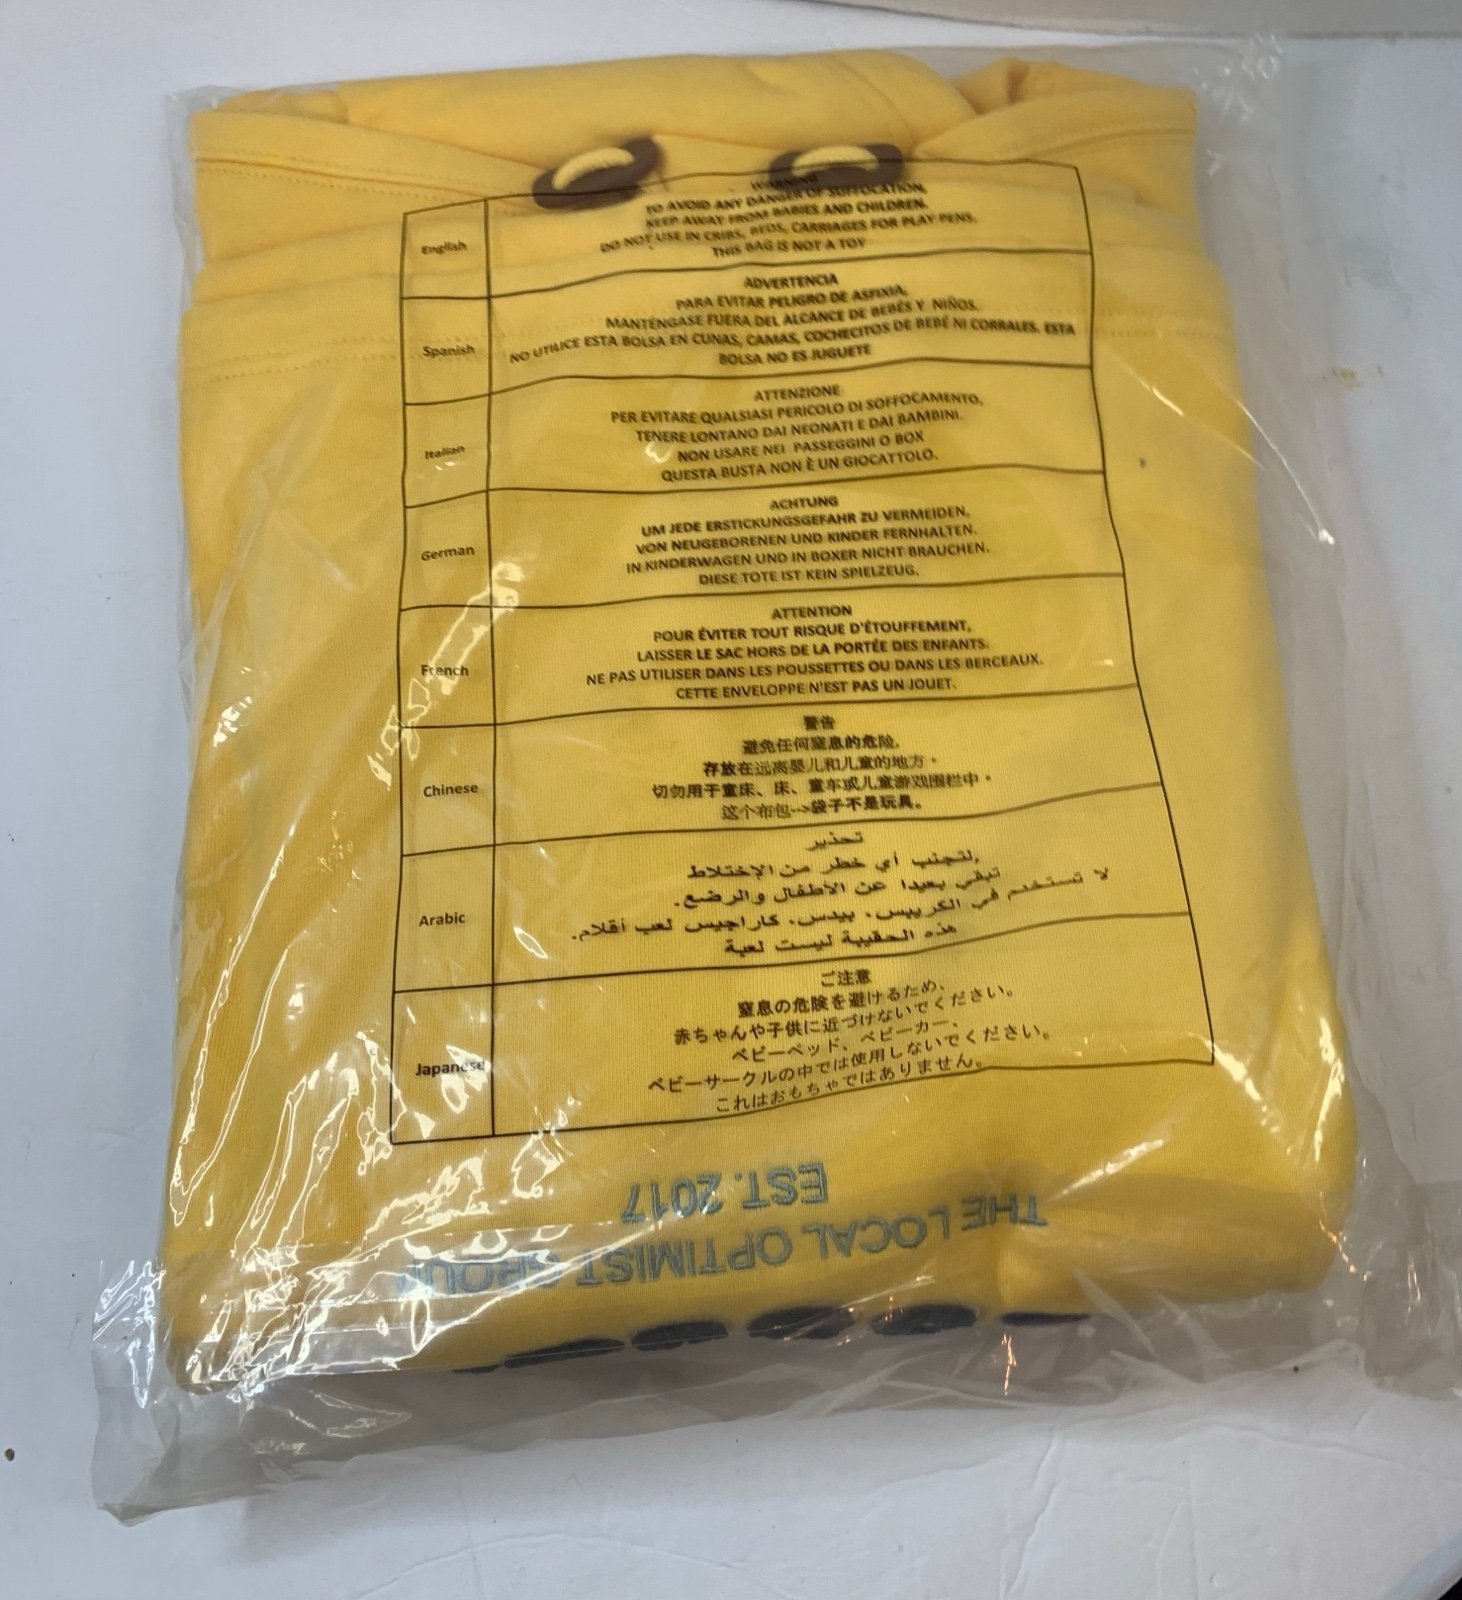 English
WARNING
TO AVOID ANY DANGER OF SUFFOCATION,
KEEP AWAY FROM BABIES AND CHILDREN.
DO NOT USE IN CRIBS, BEDS, CARRIAGES FOR PLAY PENS.
THIS BAG IS NOT A TOY
Spanish
ADVERTENCIA
PARA EVITAR PELIGRO DE ASFIXIA,
MANTÉNGASE FUERA DEL ALCANCE DE BEBÉS Y NIÑOS.
NO UTILICE ESTA BOLSA EN CUNAS, CAMAS, COCHECITOS DE BEBÉ NI CORRALES. ESTA
BOLSA NO ES JUGUETE
Italian
ATTENZIONE
PER EVITARE QUALSIASI PERICOLO DI SOFFOCAMENTO,
TENERE LONTANO DAI NEONATI E DAI BAMBINI.
NON USARE NEI PASSEGGINI O BOX
QUESTA BUSTA NON È UN GIOCATTOLO.
German
ACHTUNG
UM JEDE ERSTICKUNGSGEFAHR ZU VERMEIDEN,
VON NEUGEBORENEN UND KINDER FERNHALTEN.
IN KINDERWAGEN UND IN BOXER NICHT BRAUCHEN.
DIESE TOTE IST KEIN SPIELZEUG.
French
ATTENTION
POUR ÉVITER TOUT RISQUE D'ÉTOUFFEMENT,
LAISSER LE SAC HORS DE LA PORTÉE DES ENFANTS.
NE PAS UTILISER DANS LES POUSSETTES OU DANS LES BERCEAUX.
CETTE ENVELOPPE N'EST PAS UN JOUET.
Chinese
警告
避免任何窒息的危险,
存放在远离婴儿和儿童的地方。
切勿用于童床、床、童车或儿童游戏围栏中。
这个布包-->袋子不是玩具。
Arabic
تحذير
,لتجنب أي خطر من الإختلاط
تبقي بعيدا عن الأطفال والرضع.
لا تستخدم في الكريبس، بيدس، كاراجيس لعب أقلام.
هذه الحقيبة ليست لعبة
Japanese
ご注意
窒息の危険を避けるため、
赤ちゃんや子供に近づけないでください。
ベビーベッド、ベビーカー、
ベビーサークルの中では使用しないでください。
これはおもちゃではありません。
EST. 2017
THE LOCAL OPTIMIST GROUP